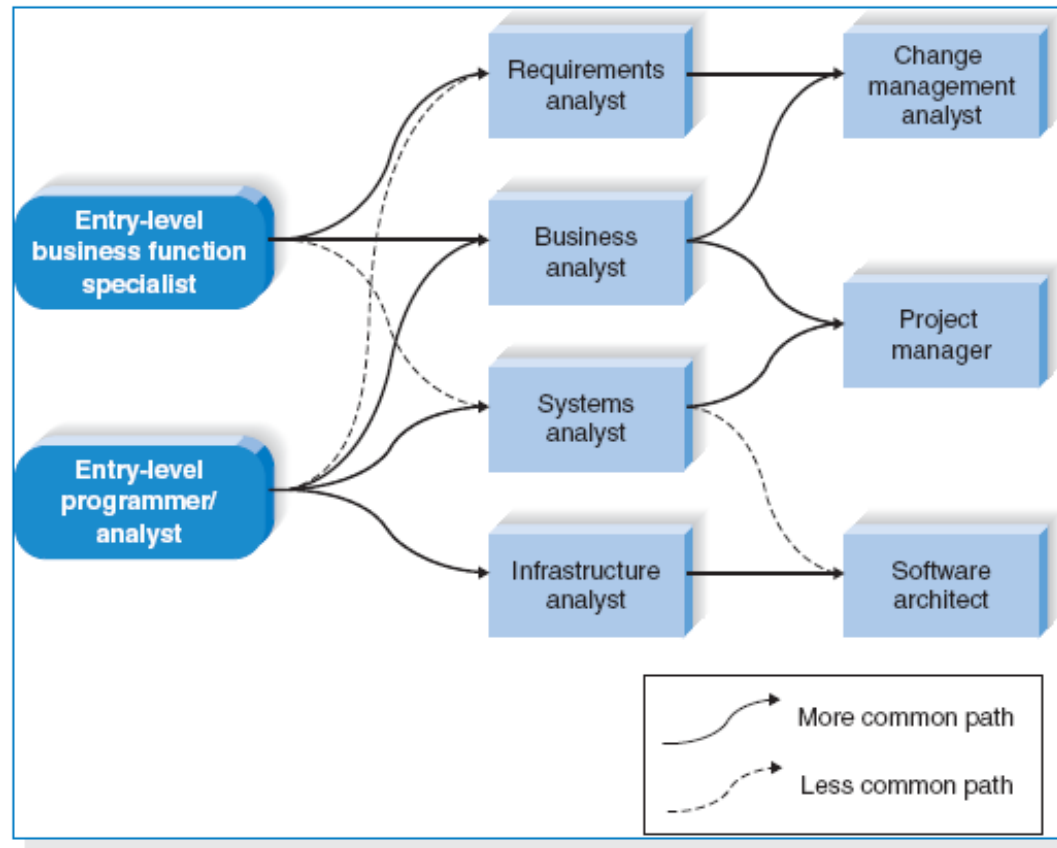 Requirements
analyst
Change
management
analyst
Entry-level
business function
specialist
Business
analyst
Project
manager
Systems
analyst
Entry-level
programmer/
analyst
Infrastructure
analyst
Software
architect
More common path
Less common path